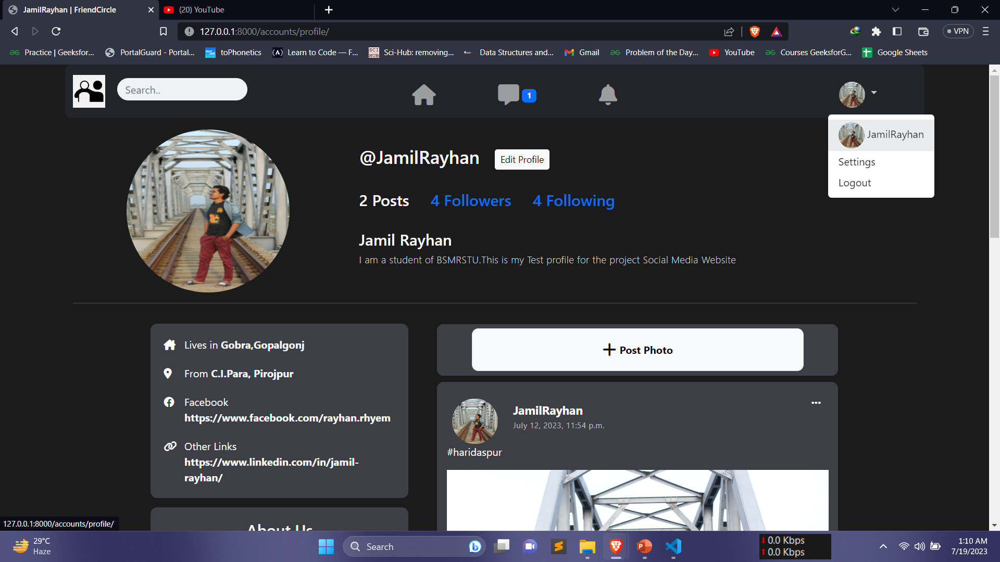 JamilRayhan | FriendCircle
(20) YouTube
127.0.0.1:8000/accounts/profile/
VPN
Practice | Geeksfor...
PortalGuard - Portal...
toPhonetics
Learn to Code — F...
SCI HUB
Sci-Hub: removing...
Data Structures and...
Gmail
Problem of the Day...
YouTube
Courses GeeksforG...
Google Sheets
Search..
1
JamilRayhan
Settings
Logout
@JamilRayhan
Edit Profile
2 Posts 4 Followers 4 Following
Jamil Rayhan
I am a student of BSMRSTU.This is my Test profile for the project Social Media Website
Lives in Gobra,Gopalgonj
From C.I.Para, Pirojpur
Facebook
https://www.facebook.com/rayhan.rhyem
Other Links
https://www.linkedin.com/in/jamil-
rayhan/
About Us
Post Photo
JamilRayhan
July 12, 2023, 11:54 p.m.
#haridaspur
127.0.0.1:8000/accounts/profile/
29°C
Haze
Search
0.0 Kbps
0.0 Kbps
1:10 AM
7/19/2023